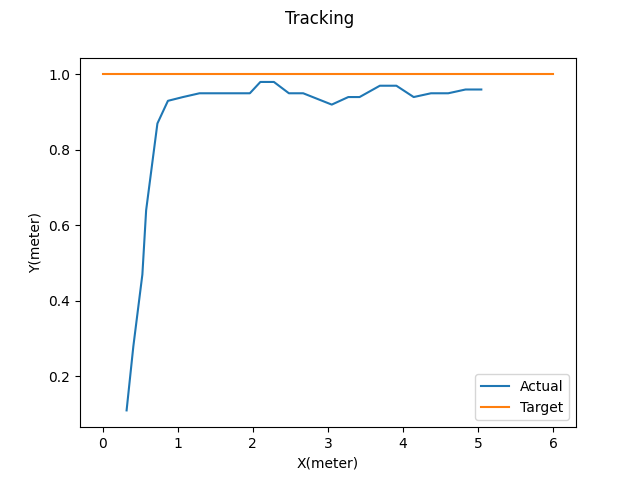 Tracking
1.0
0.8
0.6
0.4
0.2
Y(meter)
0 1 2 3 4 5 6
X(meter)
Actual
Target